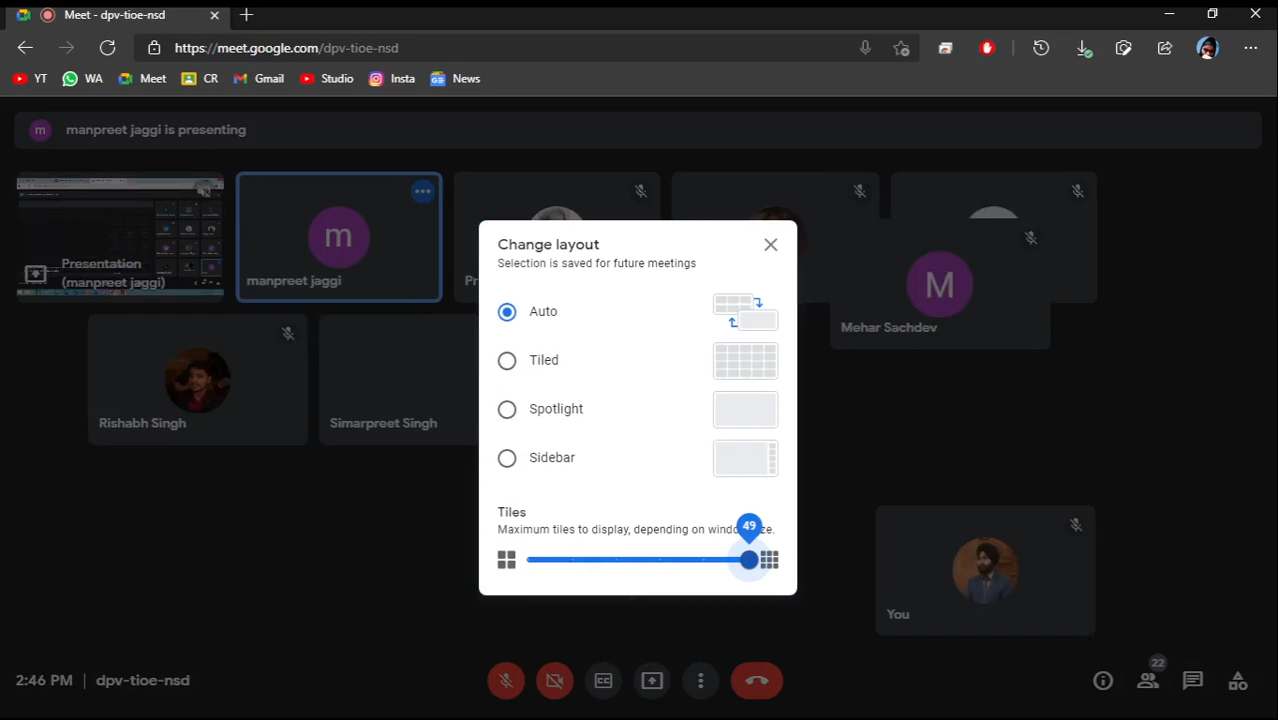 Meet - dpv-tioe-nsd
https://meet.google.com/dpv-tioe-nsd
YT
WA
Meet
CR
Gmail
Studio
Insta
News
m
manpreet jaggi is presenting
Presentation
(manpreet jaggi)
m
manpreet jaggi
Pr
M
Mehar Sachdev
Rishabh Singh
Simarpreet Singh
Change layout
Selection is saved for future meetings
Auto
Tiled
Spotlight
Sidebar
Tiles
Maximum tiles to display, depending on window size.
49
You
2:46 PM | dpv-tioe-nsd
22